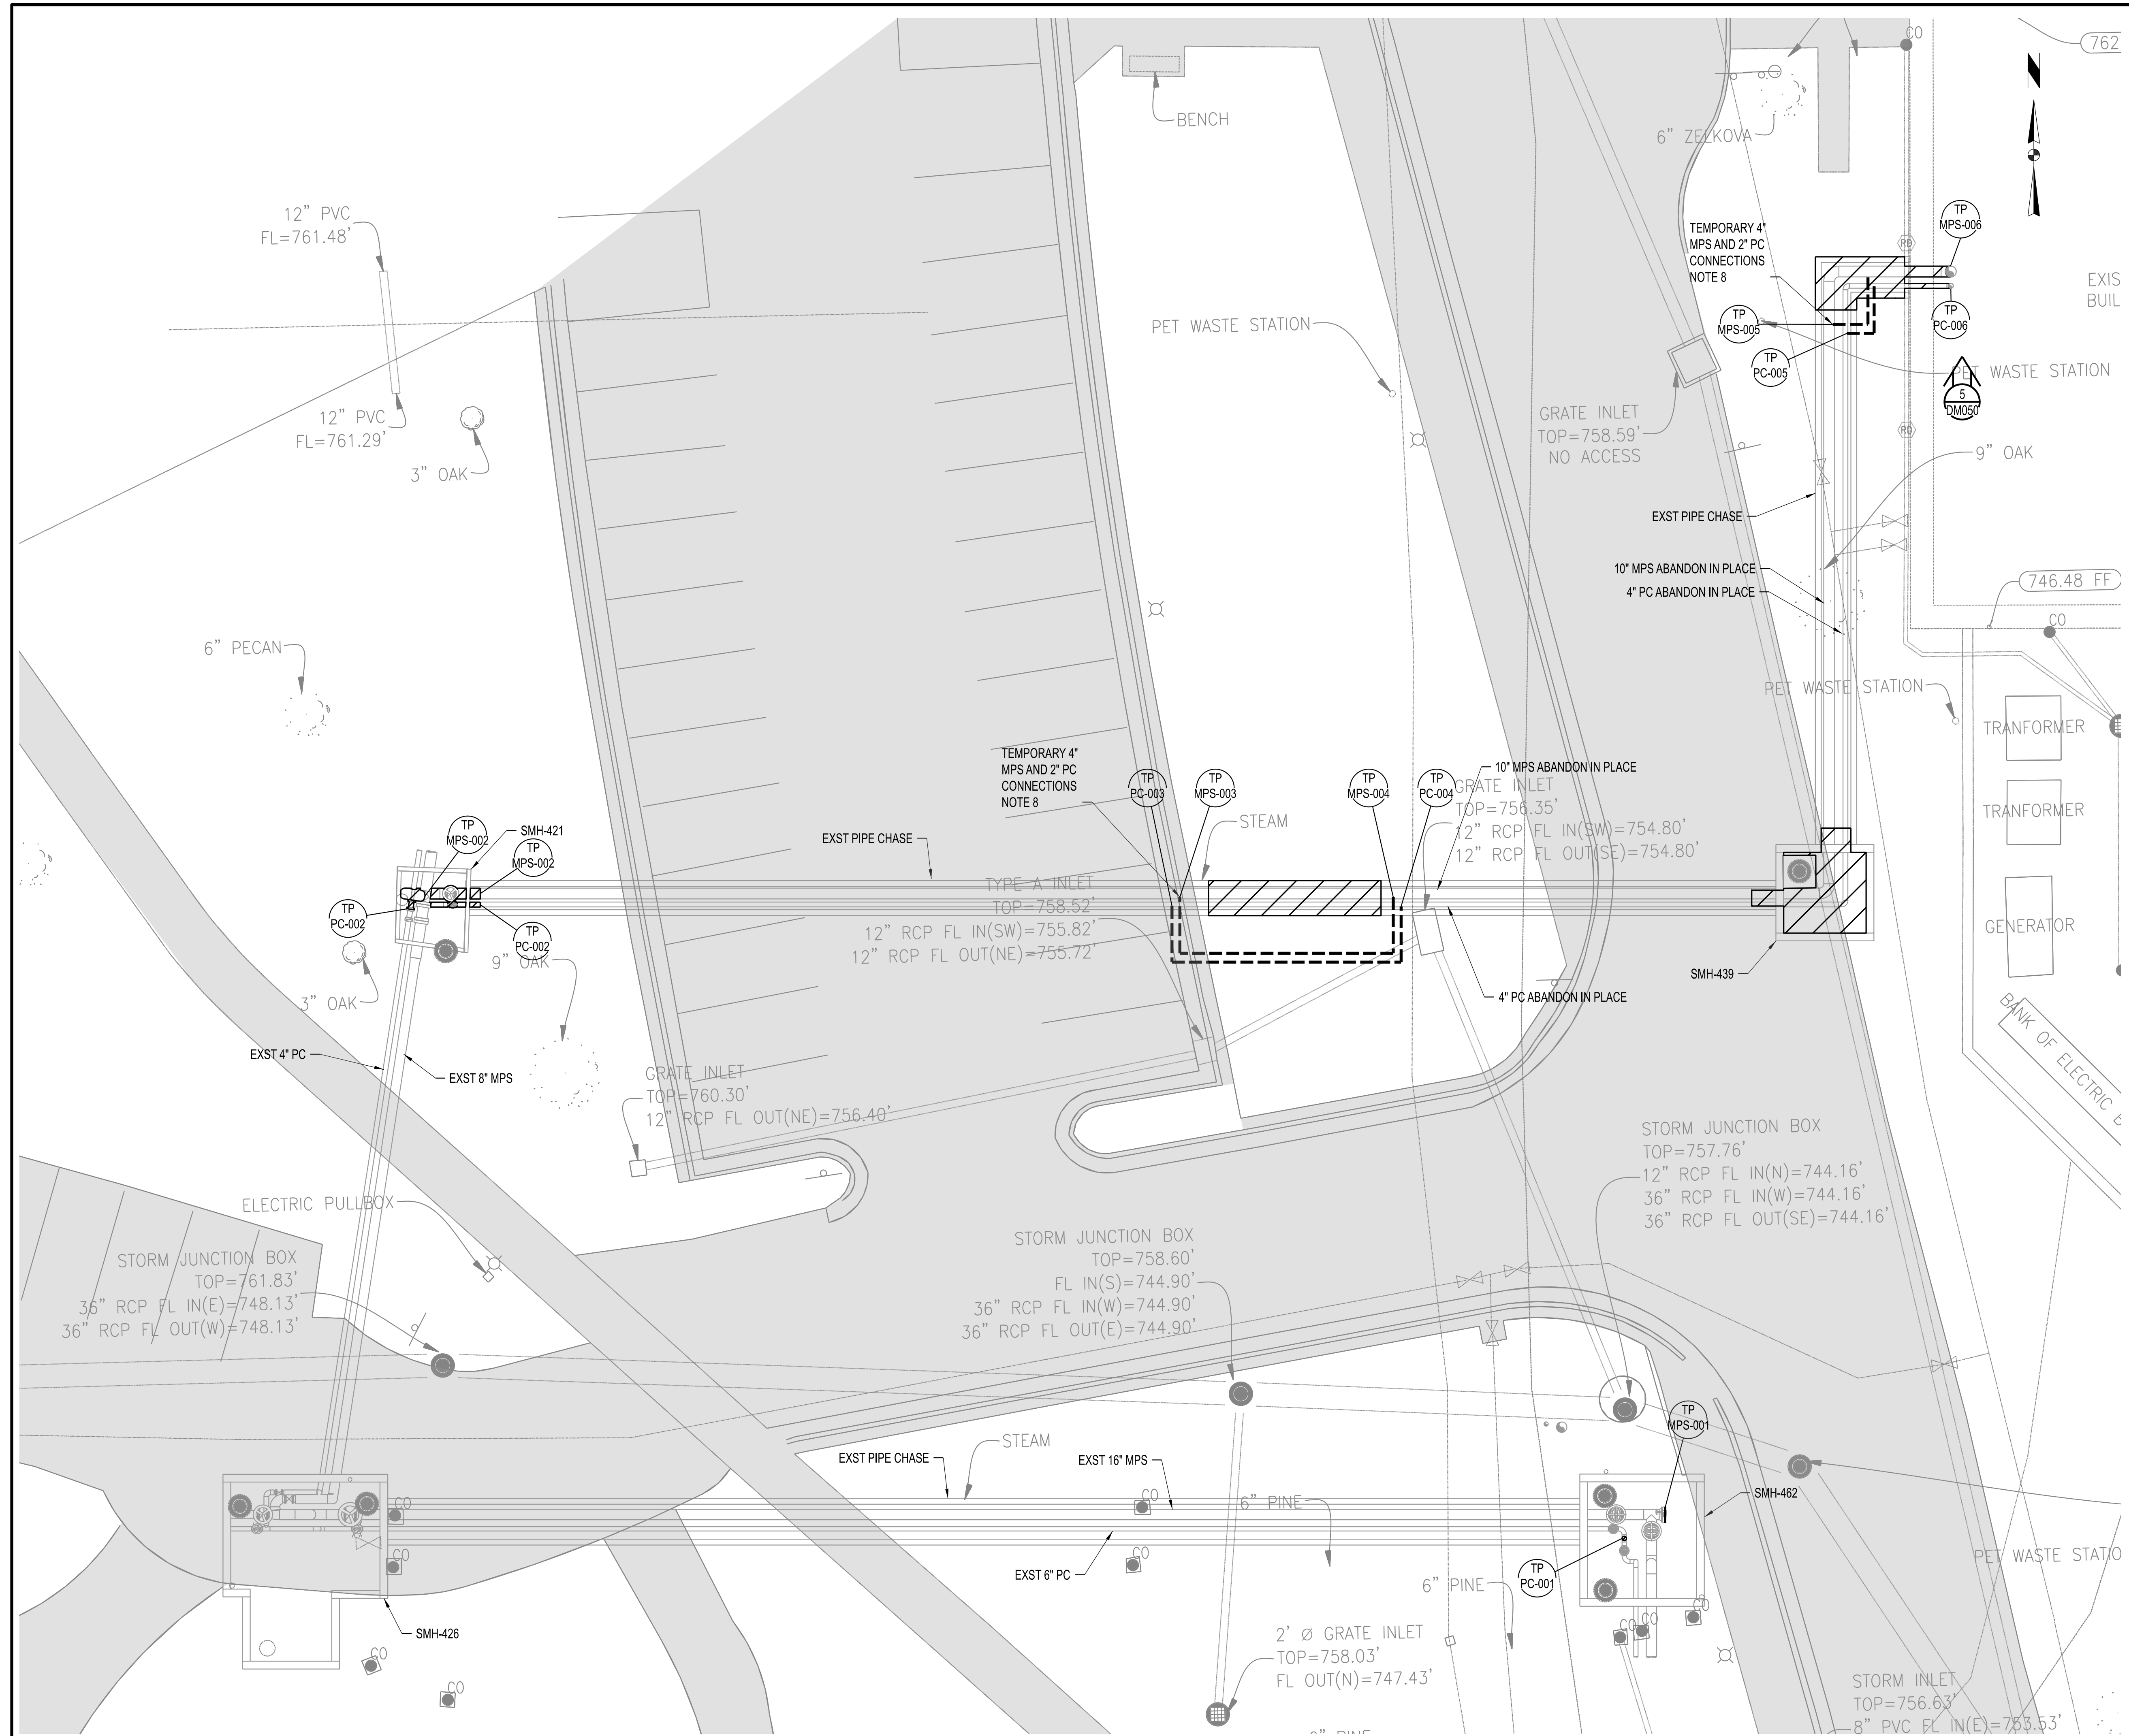 CO
762
N
BENCH
6" ZELKOVA
12" PVC
FL=761.48'
TP
MPS-006
TEMPORARY 4"
MPS AND 2" PC
CONNECTIONS
NOTE 8
RD
EXIS
BUIL
PET WASTE STATION
TP
MPS-005
TP
PC-006
TP
PC-005
PET WASTE STATION
5
DM050
12" PVC
FL=761.29'
3" OAK
GRATE INLET
TOP=758.59'
NO ACCESS
RD
9" OAK
EXST PIPE CHASE
10" MPS ABANDON IN PLACE
4" PC ABANDON IN PLACE
746.48 FF
CO
6" PECAN
PET WASTE STATION
TRANFORMER
TRANFORMER
GENERATOR
BANK OF ELECTRIC
TEMPORARY 4"
MPS AND 2" PC
CONNECTIONS
NOTE 8
TP
PC-003
TP
MPS-003
TP
MPS-004
TP
PC-004
10" MPS ABANDON IN PLACE
GRATE INLET
TOP=756.35'
12" RCP FL IN(SW)=754.80'
12" RCP FL OUT(SE)=754.80'
STEAM
EXST PIPE CHASE
TP
MPS-002
SMH-421
TP
MPS-002
TP
PC-002
TP
PC-002
TYPE A INLET
TOP=758.52'
12" RCP FL IN(SW)=755.82'
12" RCP FL OUT(NE)=755.72'
9" OAK
3" OAK
SMH-439
4" PC ABANDON IN PLACE
EXST 4" PC
EXST 8" MPS
GRATE INLET
TOP=760.30'
12" RCP FL OUT(NE)=756.40'
STORM JUNCTION BOX
TOP=757.76'
12" RCP FL IN(N)=744.16'
36" RCP FL IN(W)=744.16'
36" RCP FL OUT(SE)=744.16'
ELECTRIC PULLBOX
STORM JUNCTION BOX
TOP=761.83'
36" RCP FL IN(E)=748.13'
36" RCP FL OUT(W)=748.13'
STORM JUNCTION BOX
TOP=758.60'
FL IN(S)=744.90'
36" RCP FL IN(W)=744.90'
36" RCP FL OUT(E)=744.90'
TP
MPS-001
EXST PIPE CHASE
STEAM
EXST 16" MPS
SMH-462
CO
CO
6" PINE
CO
CO
EXST 6" PC
TP
PC-001
6" PINE
PET WASTE STATIO
CO
CO
CO
SMH-426
CO
CO
2' Ø GRATE INLET
TOP=758.03'
FL OUT(N)=747.43'
STORM INLET
TOP=756.63'
8" PVC FL IN(E)=753.53'